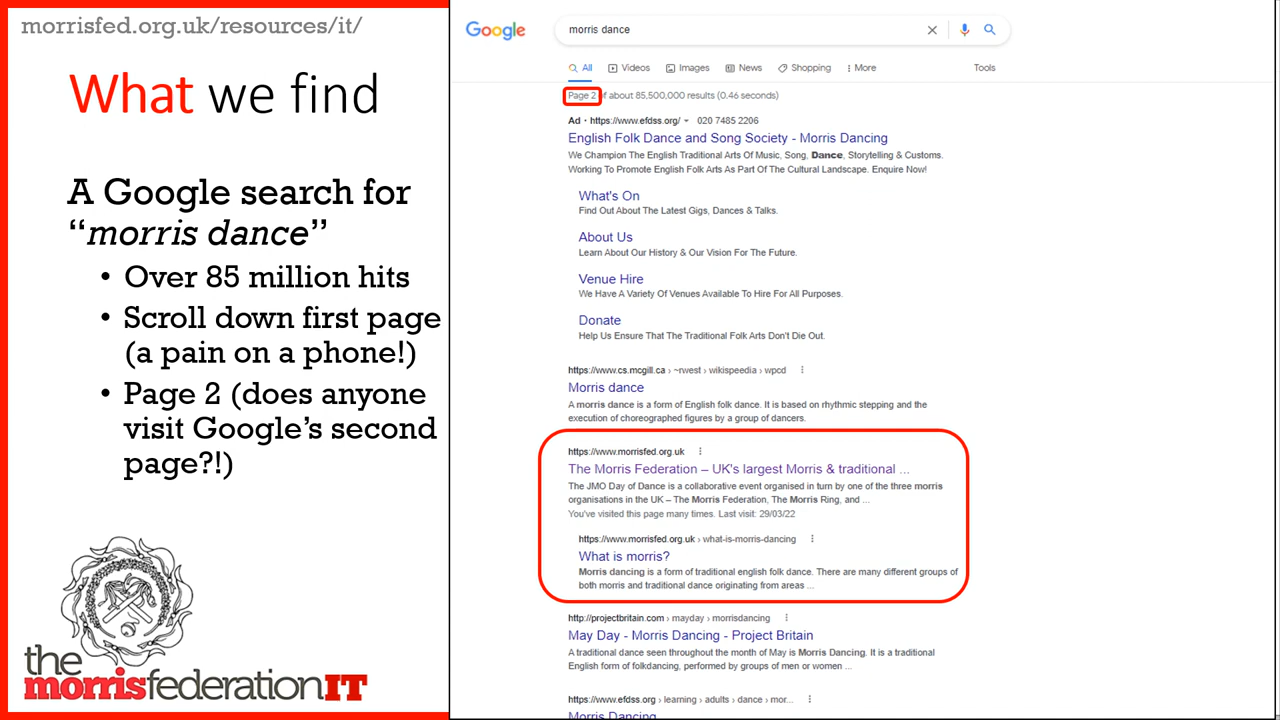 morrisfed.org.uk/resources/it/
What we find
A Google search for
“morris dance”
• Over 85 million hits
• Scroll down first page
(a pain on a phone!)
• Page 2 (does anyone
visit Google’s second
page?!)
the
morrisfederationIT
Google
morris dance
All Videos Images News Shopping More Tools
Page 2 of about 85,500,000 results (0.46 seconds)
Ad · https://www.efdss.org/ 020 7485 2206
English Folk Dance and Song Society - Morris Dancing
We Champion The English Traditional Arts Of Music, Song, Dance, Storytelling & Customs.
Working To Promote English Folk Arts As Part Of The Cultural Landscape. Enquire Now!
What's On
Find Out About The Latest Gigs, Dances & Talks.
About Us
Learn About Our History & Our Vision For The Future.
Venue Hire
We Have A Variety Of Venues Available To Hire For All Purposes.
Donate
Help Us Ensure That The Traditional Folk Arts Don't Die Out.
https://www.cs.mcgill.ca › ~rwest › wikispeedia › wpcd
Morris dance
A morris dance is a form of English folk dance. It is based on rhythmic stepping and the
execution of choreographed figures by a group of dancers.
https://www.morrisfed.org.uk
The Morris Federation – UK's largest Morris & traditional ...
The JMO Day of Dance is a collaborative event organised in turn by one of the three morris
organisations in the UK – The Morris Federation, The Morris Ring, and ...
You've visited this page many times. Last visit: 29/03/22
https://www.morrisfed.org.uk › what-is-morris-dancing
What is morris?
Morris dancing is a form of traditional english folk dance. There are many different groups of
both morris and traditional dance originating from areas ...
http://projectbritain.com › mayday › morrisdancing
May Day - Morris Dancing - Project Britain
A traditional dance seen throughout the month of May is Morris Dancing. It is a traditional
English form of folkdancing, performed by groups of men or women ...
https://www.efdss.org › learning › adults › dance › mor...
Morris Dancing